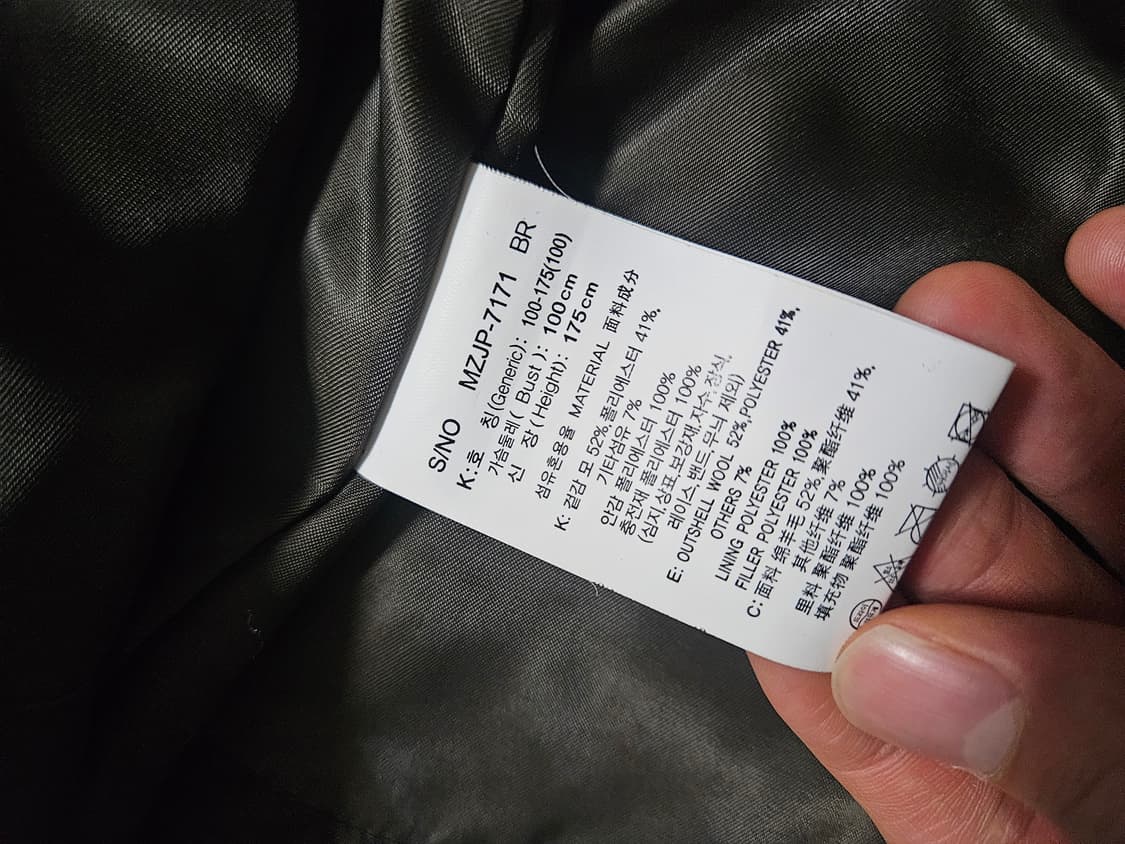 S/NO MZJP-7171 BR
K: 호 칭(Generic): 100-175(100)
가슴둘레( Bust ): 100cm
신 장(Height): 175cm
섬유혼용율 MATERIAL 面料成分
K: 겉감 모 52%,폴리에스터 41%,
기타섬유 7%
안감 폴리에스터 100%
충전재 폴리에스터 100%
(심지,상표 보강재,자수,장식,
레이스, 밴드, 무늬 제외)
E: OUTSHELL WOOL 52%,POLYESTER 41%,
OTHERS 7%
LINING POLYESTER 100%
FILLER POLYESTER 100%
C: 面料 绵羊毛 52%,聚酯纤维 41%,
其他纤维 7%
里料 聚酯纤维 100%
填充物 聚酯纤维 100%
드라이